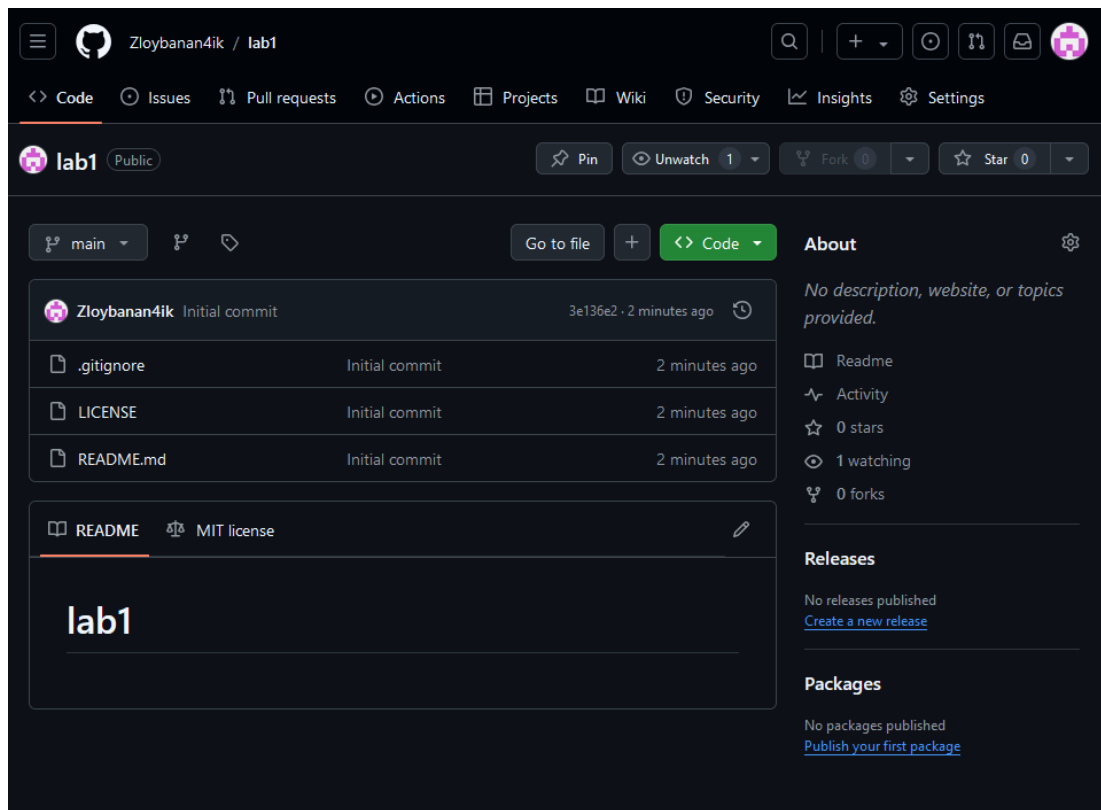 Zloybanan4ik / lab1
Code Issues Pull requests Actions Projects Wiki Security Insights Settings
lab1 Public Pin Unwatch 1 Fork 0 Star 0
main Go to file Code
Zloybanan4ik Initial commit 3e136e2 · 2 minutes ago
.gitignore Initial commit 2 minutes ago
LICENSE Initial commit 2 minutes ago
README.md Initial commit 2 minutes ago
README MIT license
lab1
About
No description, website, or topics
provided.
Readme
Activity
0 stars
1 watching
0 forks
Releases
No releases published
Create a new release
Packages
No packages published
Publish your first package